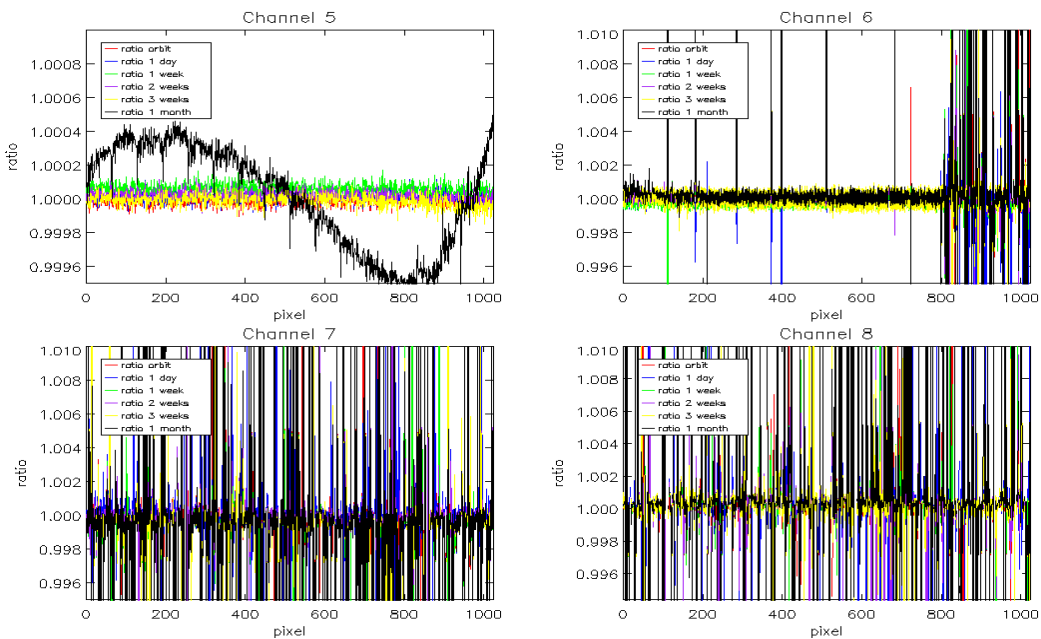 Channel 5
1.0008
1.0006
1.0004
1.0002
1.0000
0.9998
0.9996
ratio
ratio orbit
ratio 1 day
ratio 1 week
ratio 2 weeks
ratio 3 weeks
ratio 1 month
0 200 400 600 800 1000
pixel
Channel 6
1.010
1.008
1.006
1.004
1.002
1.000
0.998
0.996
ratio
ratio orbit
ratio 1 day
ratio 1 week
ratio 2 weeks
ratio 3 weeks
ratio 1 month
0 200 400 600 800 1000
pixel
Channel 7
1.010
1.008
1.006
1.004
1.002
1.000
0.998
0.996
ratio
ratio orbit
ratio 1 day
ratio 1 week
ratio 2 weeks
ratio 3 weeks
ratio 1 month
0 200 400 600 800 1000
pixel
Channel 8
1.010
1.008
1.006
1.004
1.002
1.000
0.998
0.996
ratio
ratio orbit
ratio 1 day
ratio 1 week
ratio 2 weeks
ratio 3 weeks
ratio 1 month
0 200 400 600 800 1000
pixel